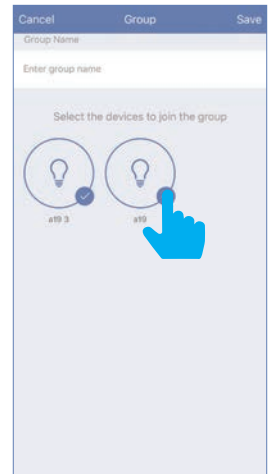 Cancel Group Save
Group Name
Enter group name
Select the devices to join the group
a19 3 a19